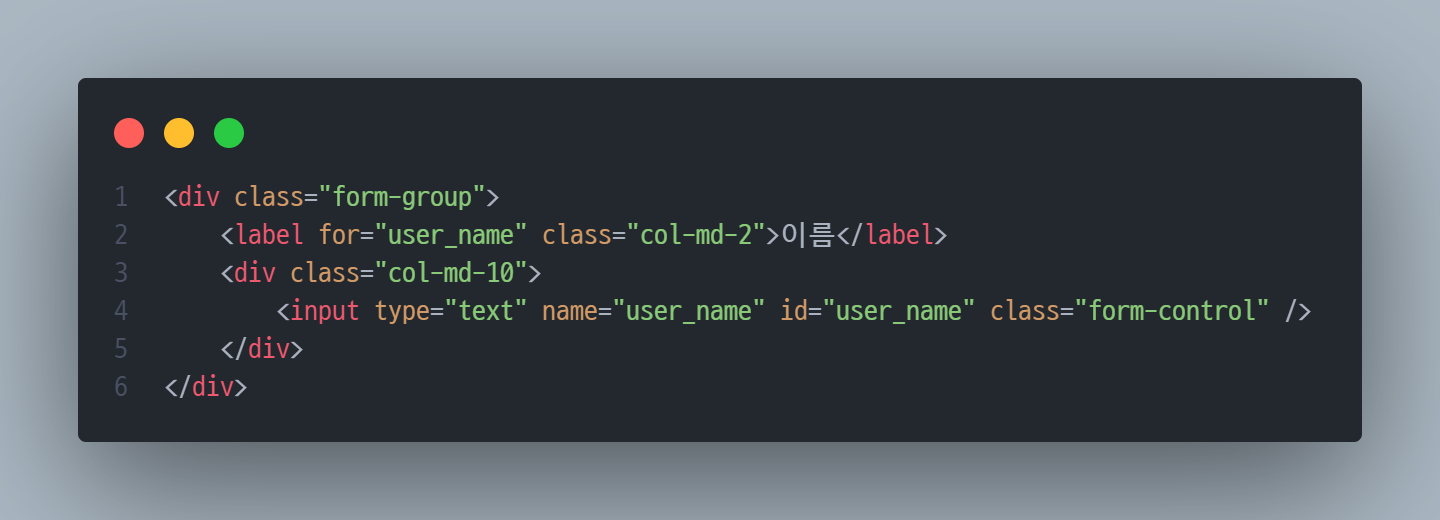 1 <div class="form-group">
2     <label for="user_name" class="col-md-2">이름</label>
3     <div class="col-md-10">
4         <input type="text" name="user_name" id="user_name" class="form-control" />
5     </div>
6 </div>